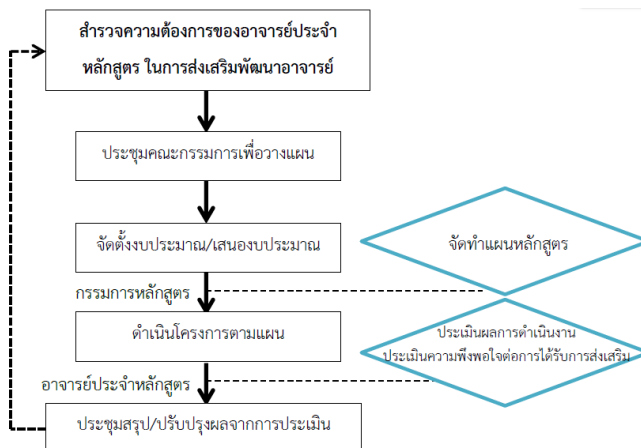 สำรวจความต้องการของอาจารย์ประจำ
หลักสูตร ในการส่งเสริมพัฒนาอาจารย์
ประชุมคณะกรรมการเพื่อวางแผน
จัดตั้งงบประมาณ/เสนองบประมาณ
จัดทำแผนหลักสูตร
กรรมการหลักสูตร
ดำเนินโครงการตามแผน
ประเมินผลการดำเนินงาน
ประเมินความพึงพอใจต่อการได้รับการส่งเสริม
อาจารย์ประจำหลักสูตร
ประชุมสรุป/ปรับปรุงผลจากการประเมิน